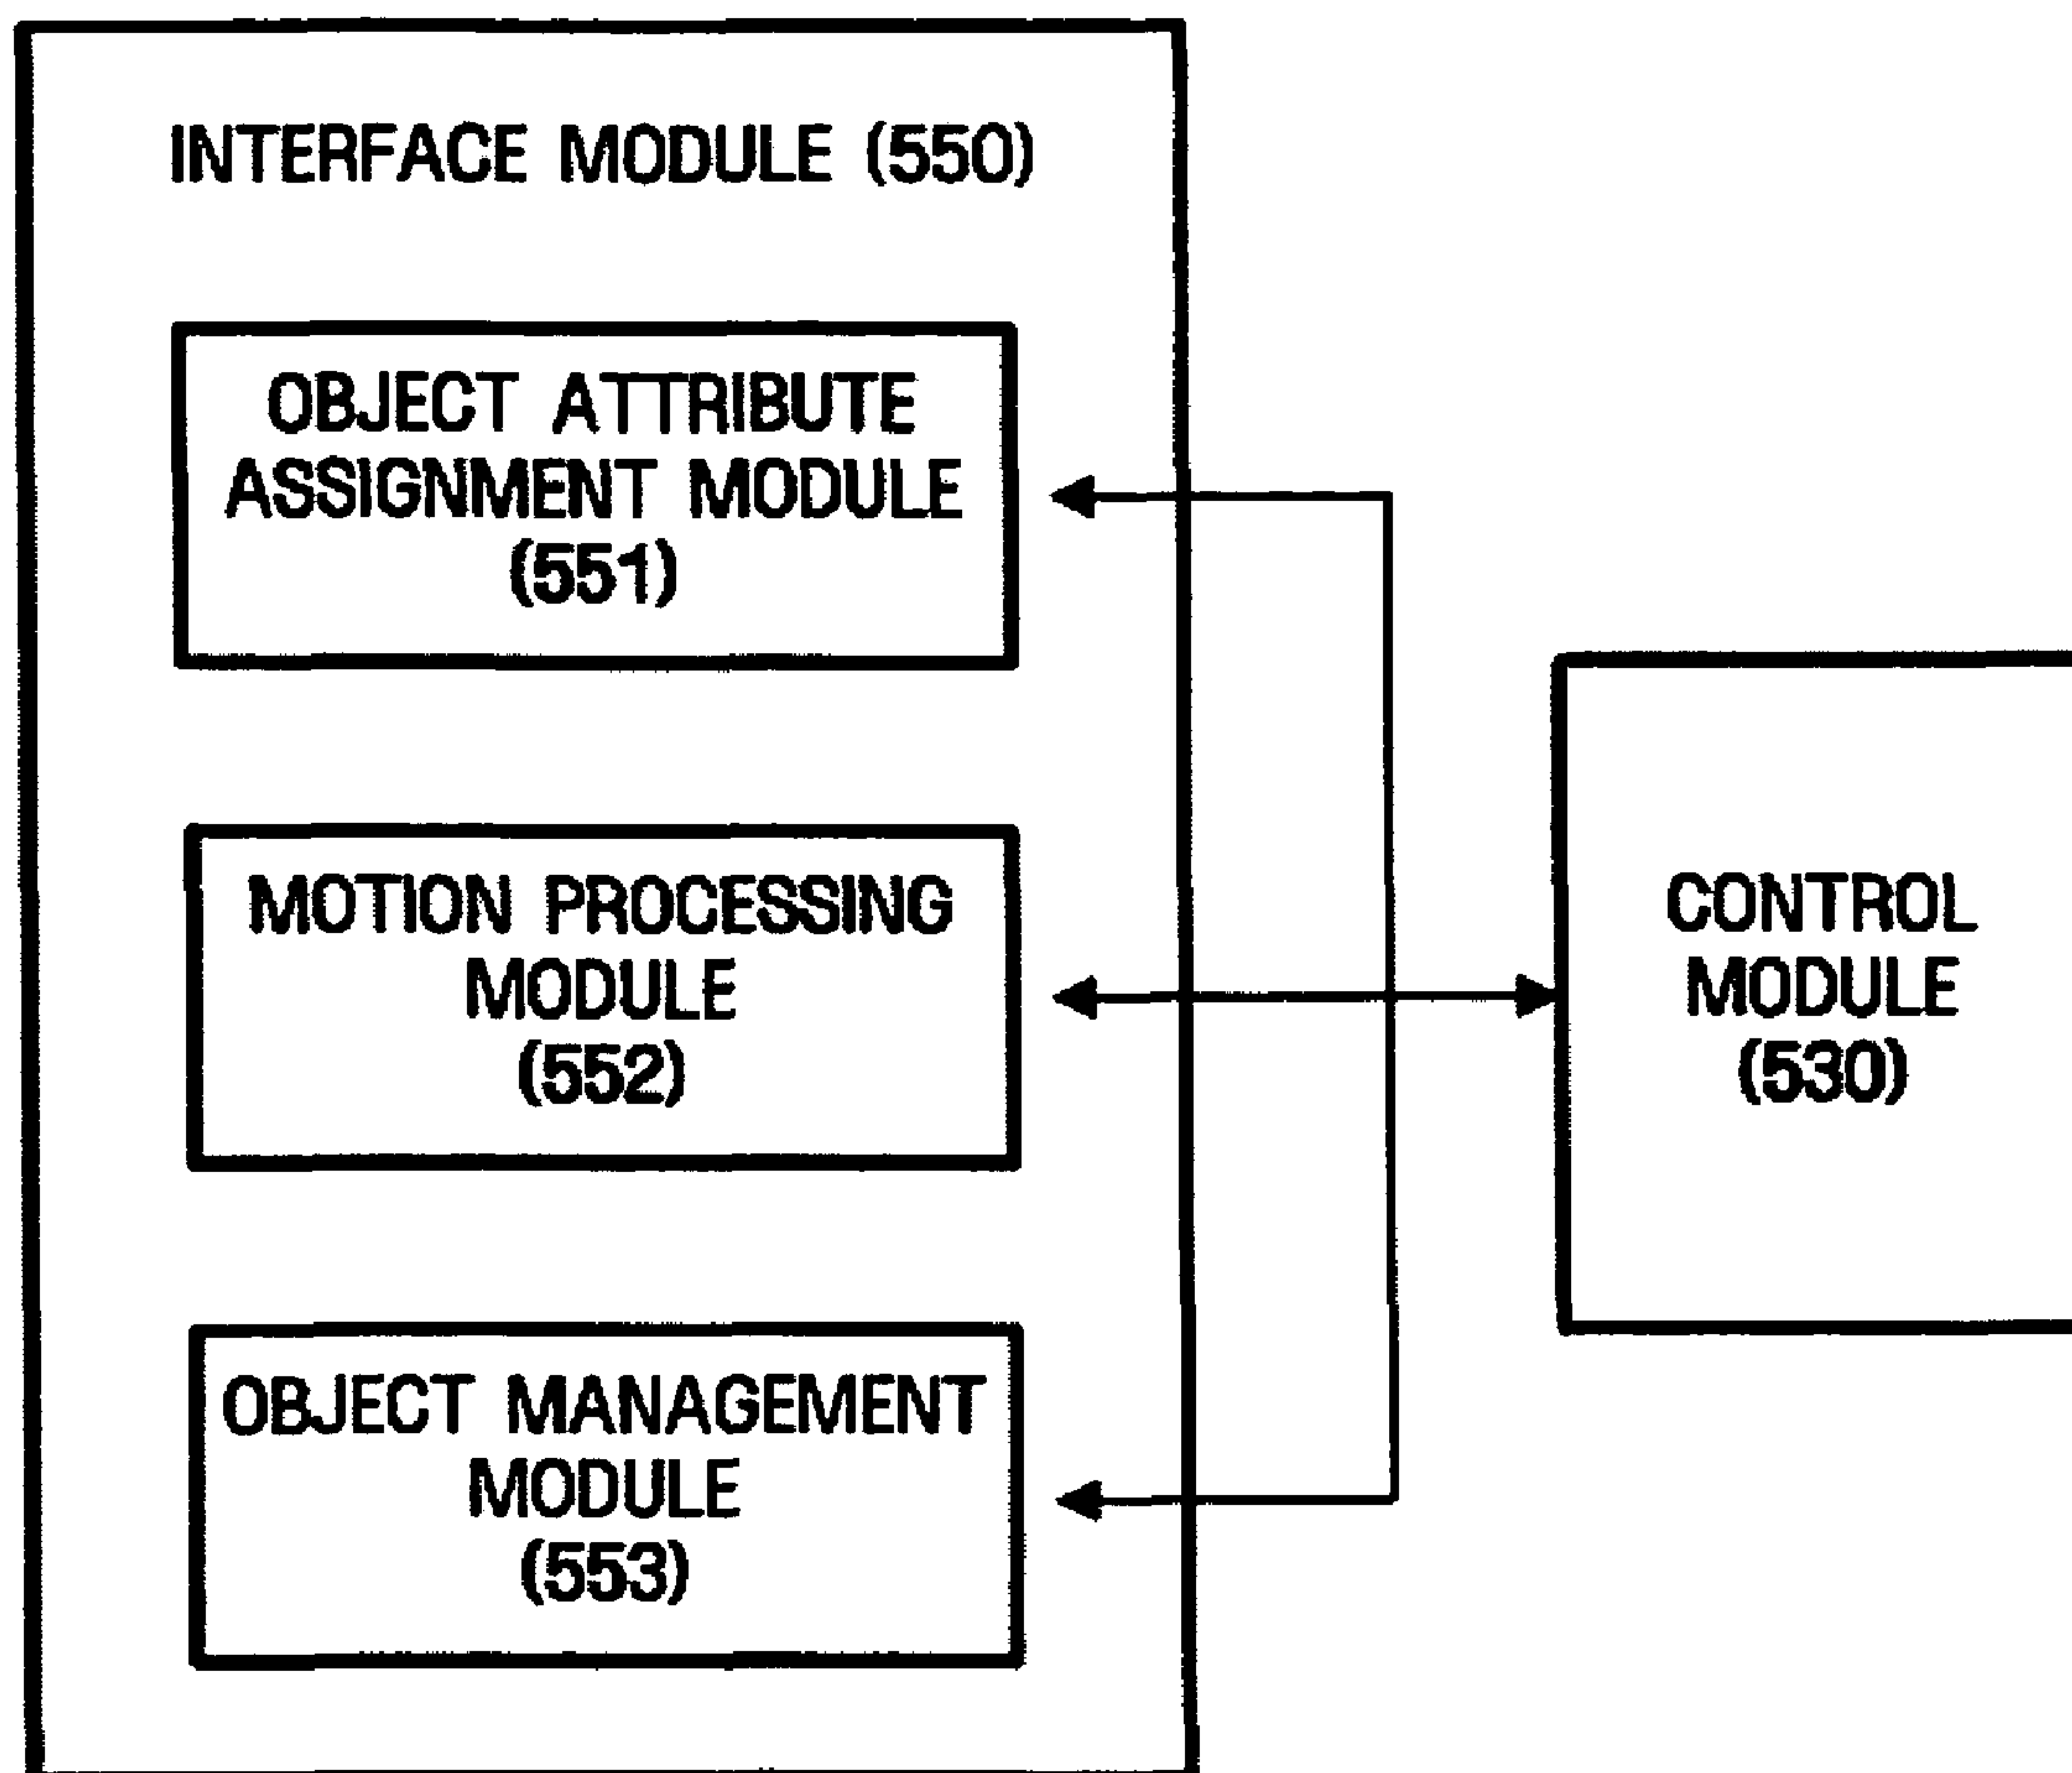 INTERFACE MODULE (550)
OBJECT ATTRIBUTE
ASSIGNMENT MODULE
(551)
MOTION PROCESSING
MODULE
(552)
OBJECT MANAGEMENT
MODULE
(553)
CONTROL
MODULE
(530)